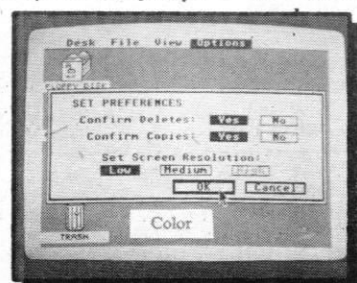 Desk File View Options
FLOPPY DISK
SET PREFERENCES
Confirm Deletes: Yes No
Confirm Copies: Yes No
Set Screen Resolution:
Low Medium High
OK Cancel
Color
TRASH